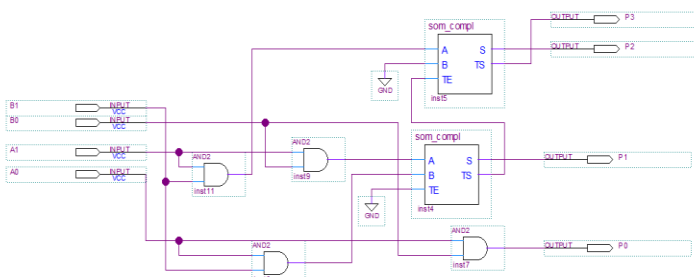 OUTPUT P3
som_compl
OUTPUT P2
A S
B TS
TE
GND
inst5
B1 INPUT
VCC
B0 INPUT
VCC
A1 INPUT
VCC
A0 INPUT
VCC
AND2
inst11
AND2
inst9
som_compl
A S
B TS
TE
GND
inst4
OUTPUT P1
AND2
AND2
inst7
OUTPUT P0